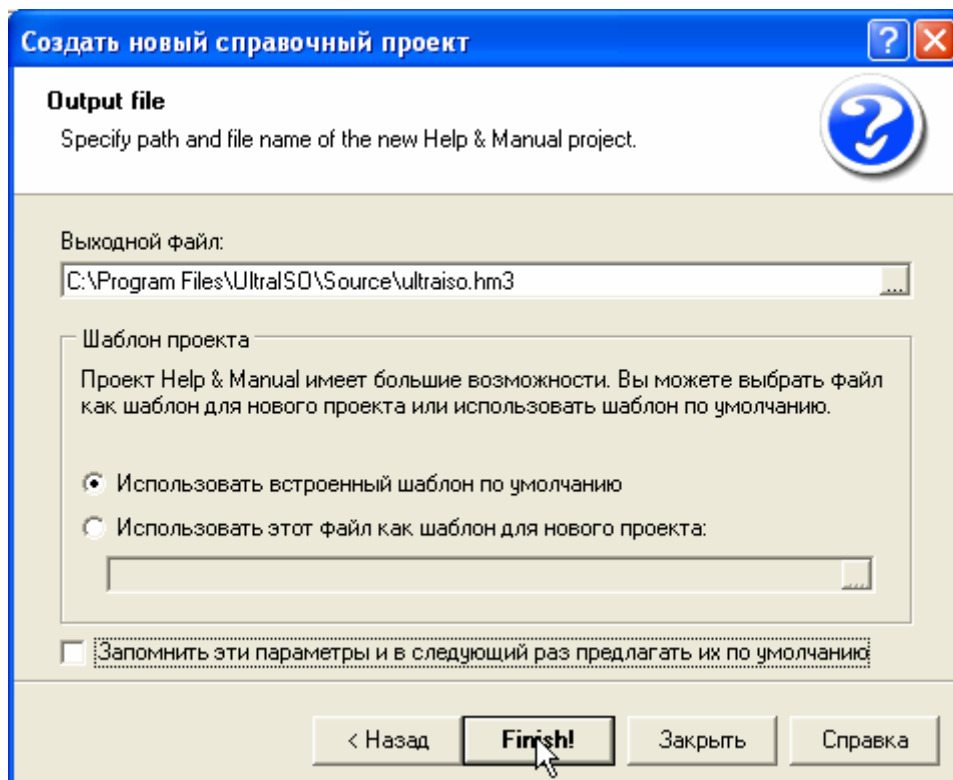 Создать новый справочный проект
Output file
Specify path and file name of the new Help & Manual project.
Выходной файл:
C:\Program Files\UltraISO\Source\ultraiso.hm3
...
Шаблон проекта
Проект Help & Manual имеет большие возможности. Вы можете выбрать файл
как шаблон для нового проекта или использовать шаблон по умолчанию.
Использовать встроенный шаблон по умолчанию
Использовать этот файл как шаблон для нового проекта:
...
Запомнить эти параметры и в следующий раз предлагать их по умолчанию
< Назад
Finish!
Закрыть
Справка